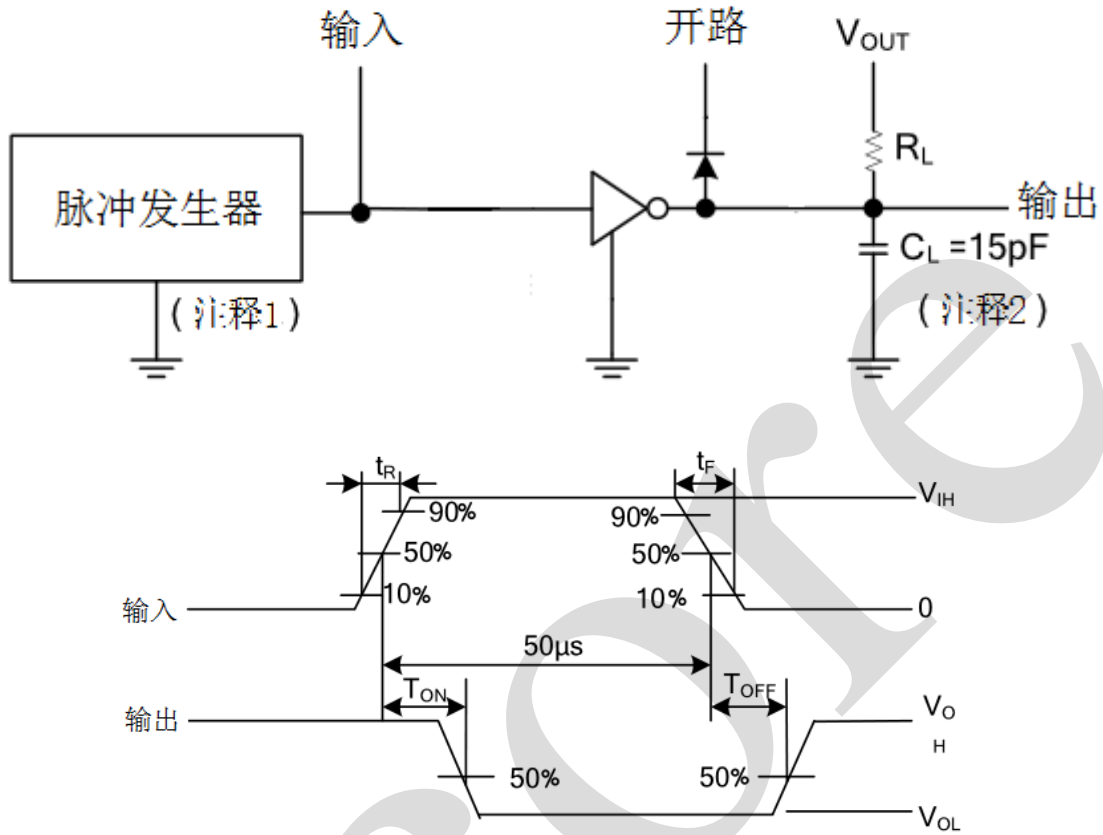 输入
开路
VOUT
RL
脉冲发生器
输出
CL =15pF
(注释1)
(注释2)
tR
tF
VIH
90%
90%
50%
50%
10%
10%
输入
0
50μs
TON
TOFF
输出
VO
H
50%
50%
VOL
ore